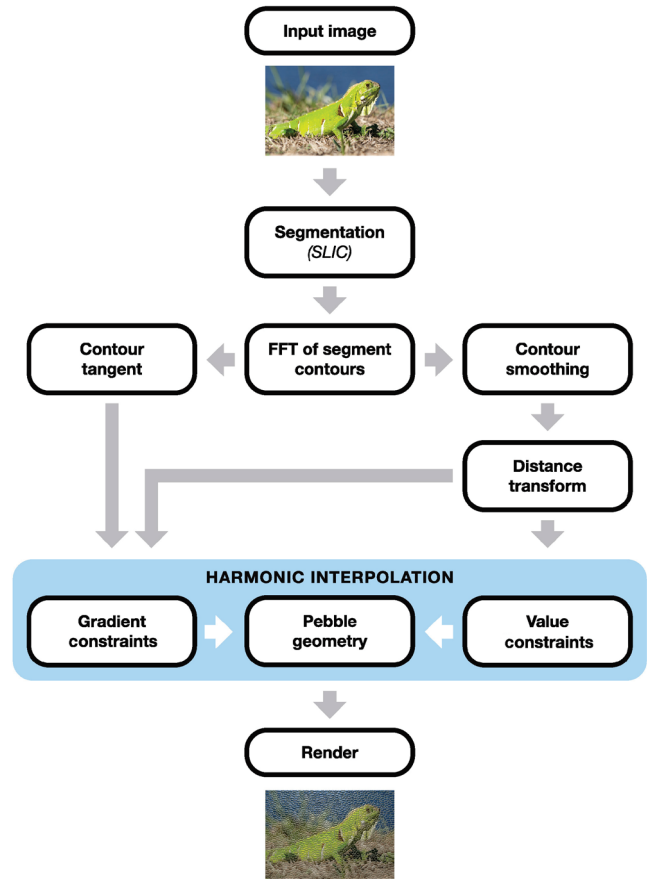 Input image
Segmentation
(SLIC)
Contour
tangent
FFT of segment
contours
Contour
smoothing
Distance
transform
HARMONIC INTERPOLATION
Gradient
constraints
Pebble
geometry
Value
constraints
Render